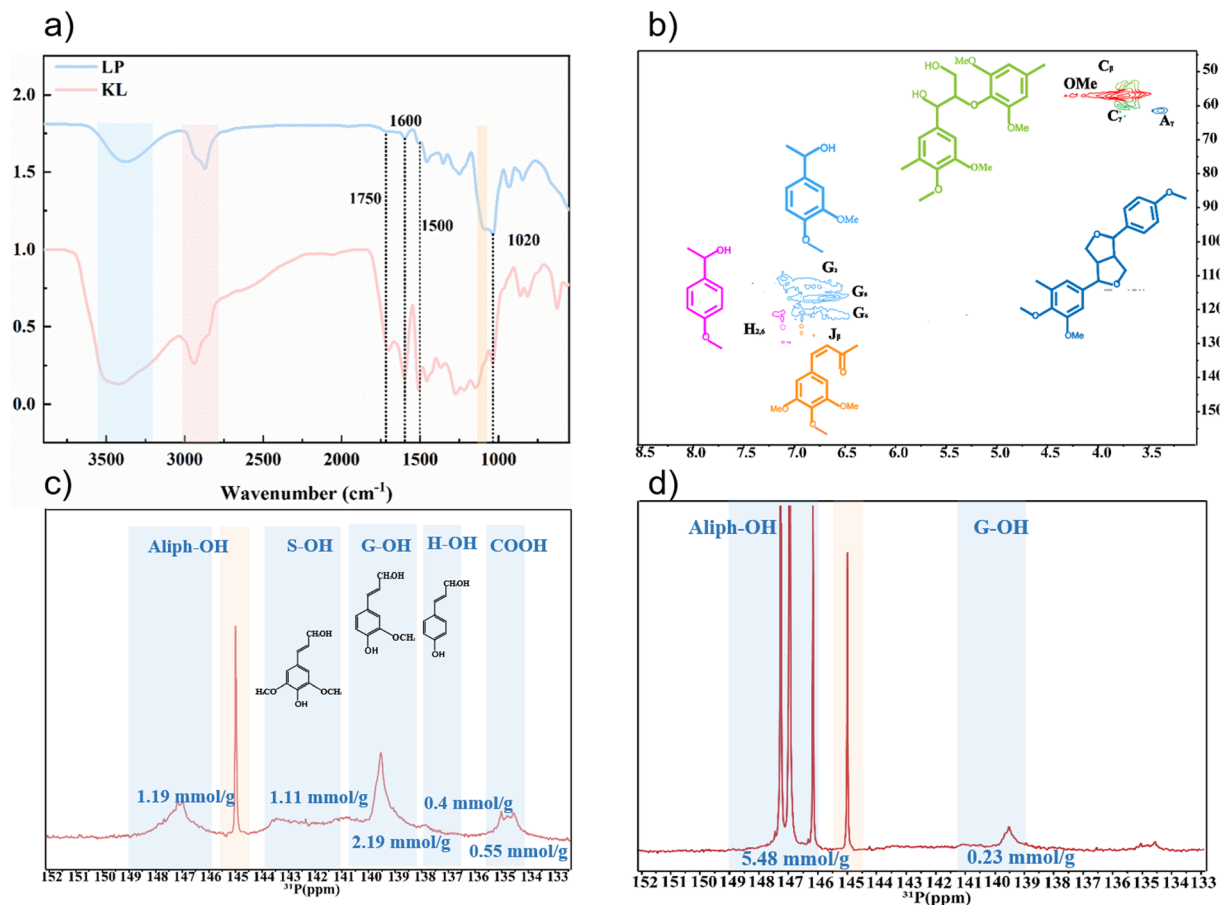 a)
LP
KL
2.0
1.5
1.0
0.5
0.0
1600
1750
1500
1020
3500 3000 2500 2000 1500 1000
Wavenumber (cm-1)
b)
HO
MeO
HO
O
OMe
OMe
O
OH
OMe
O
OH
O
MeO
OMe
O
O
O
O
O
O
OMe
Cβ
OMe
Cγ
Aγ
G2
G5
G6
H2,6
Jβ
50
60
70
80
90
100
110
120
130
140
150
8.5 8.0 7.5 7.0 6.5 6.0 5.5 5.0 4.5 4.0 3.5
c)
Aliph-OH S-OH G-OH H-OH COOH
OH
OCH
OH
OH
OH
OH
OCH
OH
1.19 mmol/g
1.11 mmol/g
2.19 mmol/g
0.4 mmol/g
0.55 mmol/g
152 151 150 149 148 147 146 145 144 143 142 141 140 139 138 137 136 135 134 133
31P(ppm)
d)
Aliph-OH G-OH
5.48 mmol/g
0.23 mmol/g
152 151 150 149 148 147 146 145 144 143 142 141 140 139 138 137 136 135 134 133
31P(ppm)